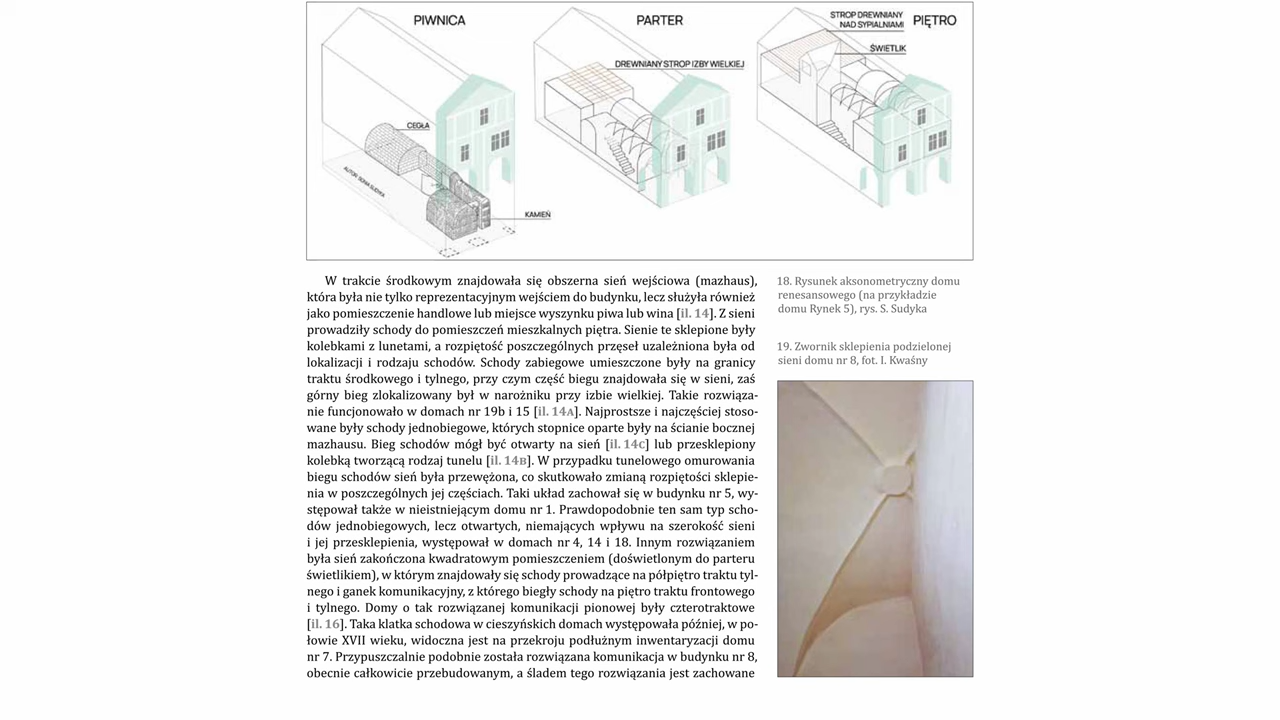 PIWNICA
PARTER
PIĘTRO
STROP DREWNIANY
NAD SYPIALNIAMI
ŚWIETLIK
DREWNIANY STROP IZBY WIELKIEJ
CEGŁA
AUTOR: SONIA SUDYKA
KAMIEŃ
W trakcie środkowym znajdowała się obszerna sień wejściowa (mazhaus),
która była nie tylko reprezentacyjnym wejściem do budynku, lecz służyła również
jako pomieszczenie handlowe lub miejsce wyszynku piwa lub wina [il. 14]. Z sieni
prowadziły schody do pomieszczeń mieszkalnych piętra. Sienie te sklepione były
kolebkami z lunetami, a rozpiętość poszczególnych przęseł uzależniona była od
lokalizacji i rodzaju schodów. Schody zabiegowe umieszczone były na granicy
traktu środkowego i tylnego, przy czym część biegu znajdowała się w sieni, zaś
górny bieg zlokalizowany był w narożniku przy izbie wielkiej. Takie rozwiąza-
nie funcjonowało w domach nr 19b i 15 [il. 14A]. Najprostsze i najczęściej stoso-
wane były schody jednobiegowe, których stopnice oparte były na ścianie bocznej
mazhausu. Bieg schodów mógł być otwarty na sień [il. 14C] lub przesklepiony
kolebką tworzącą rodzaj tunelu [il. 14B]. W przypadku tunelowego omurowania
biegu schodów sień była przewężona, co skutkowało zmianą rozpiętości sklepie-
nia w poszczególnych jej częściach. Taki układ zachował się w budynku nr 5, wy-
stępował także w nieistniejącym domu nr 1. Prawdopodobnie ten sam typ scho-
dów jednobiegowych, lecz otwartych, niemających wpływu na szerokość sieni
i jej przesklepienia, występował w domach nr 4, 14 i 18. Innym rozwiązaniem
była sień zakończona kwadratowym pomieszczeniem (doświetlonym do parteru
świetlikiem), w którym znajdowały się schody prowadzące na półpiętro traktu tyl-
nego i ganek komunikacyjny, z którego biegły schody na piętro traktu frontowego
i tylnego. Domy o tak rozwiązanej komunikacji pionowej były czterotraktowe
[il. 16]. Taka klatka schodowa w cieszyńskich domach występowała później, w po-
łowie XVII wieku, widoczna jest na przekroju podłużnym inwentaryzacji domu
nr 7. Przypuszczalnie podobnie została rozwiązana komunikacja w budynku nr 8,
obecnie całkowicie przebudowanym, a śladem tego rozwiązania jest zachowane
18. Rysunek aksonometryczny domu
renesansowego (na przykładzie
domu Rynek 5), rys. S. Sudyka
19. Zwornik sklepienia podzielonej
sieni domu nr 8, fot. I. Kwaśny